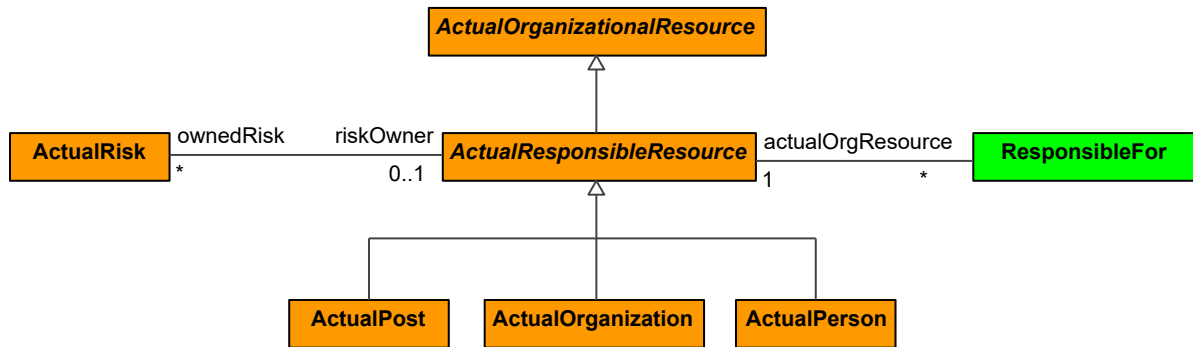 ActualOrganizationalResource
ownedRisk riskOwner actualOrgResource
ActualRisk ActualResponsibleResource ResponsibleFor
* 0..1 1 *
ActualPost ActualOrganization ActualPerson